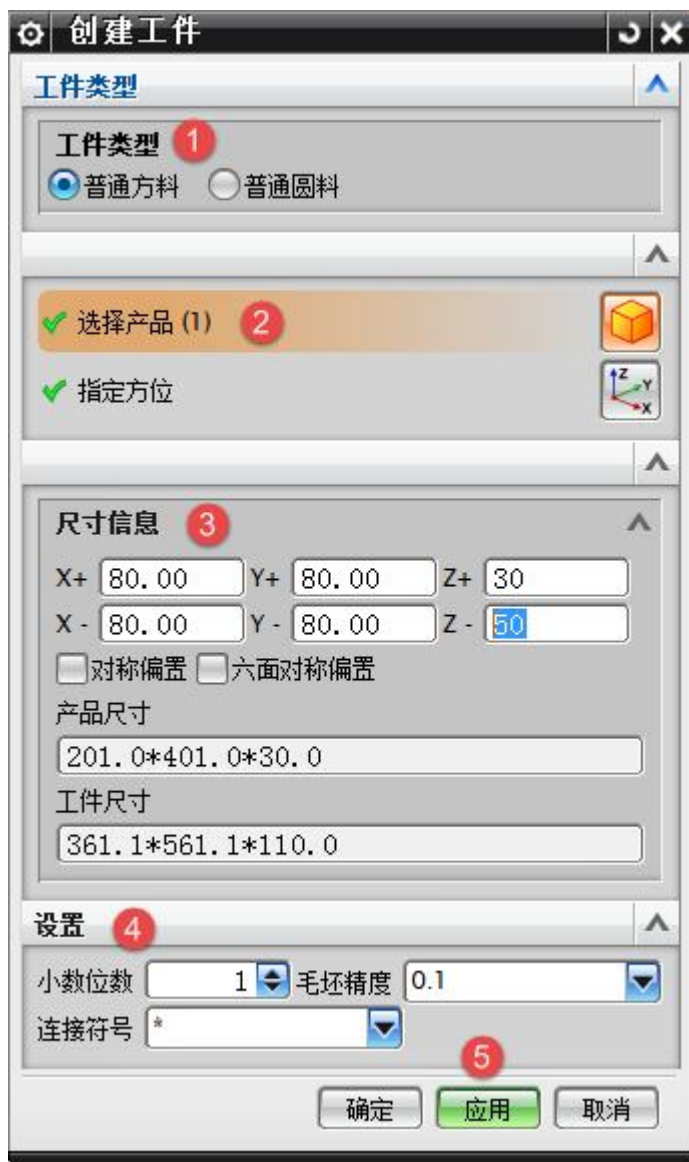 创建工件
工件类型
工件类型 1
普通方料 普通圆料
选择产品 (1) 2
Z
Y
X
指定方位
尺寸信息 3
X+ 80.00 Y+ 80.00 Z+ 30
X - 80.00 Y - 80.00 Z - 50
对称偏置 六面对称偏置
产品尺寸
201.0*401.0*30.0
工件尺寸
361.1*561.1*110.0
设置 4
小数位数 1 毛坯精度 0.1
连接符号 *
5
确定 应用 取消